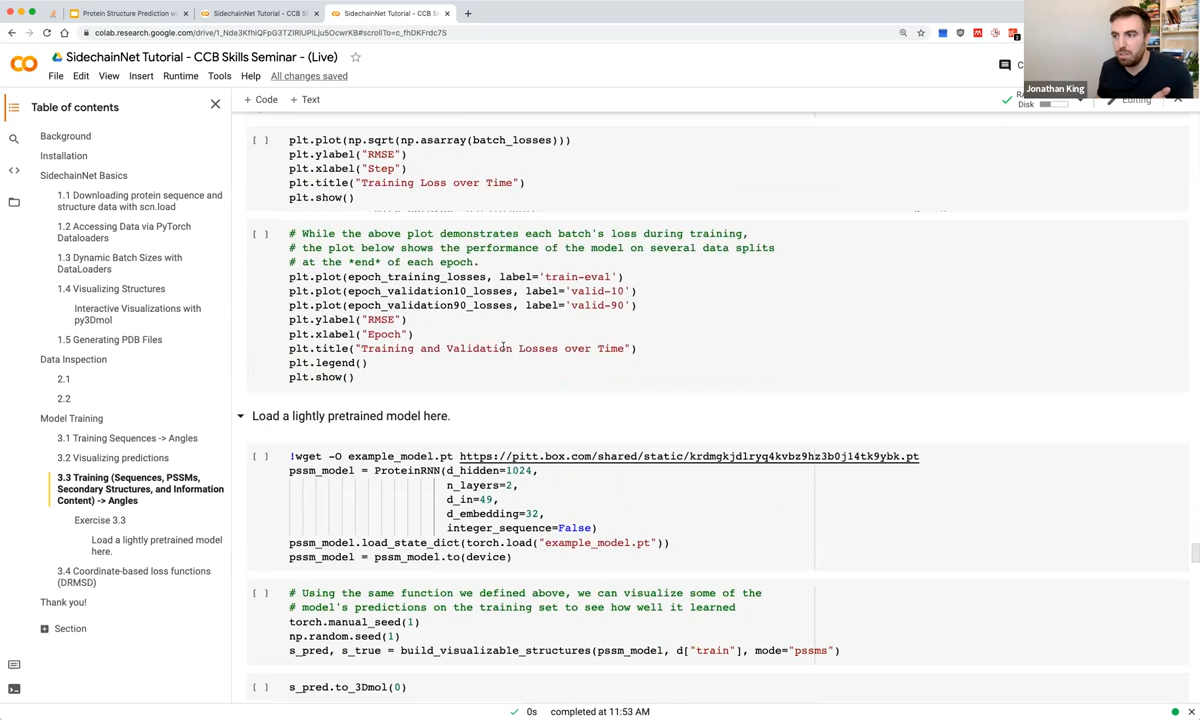 Protein Structure Prediction wi
SidechainNet Tutorial - CCB Sk
SidechainNet Tutorial - CCB Sk
colab.research.google.com/drive/1_Nde3KfhiQFpG3TZlRlUPlLju5OcwrKB#scrollTo=c_fhDKFrdc7S
SidechainNet Tutorial - CCB Skills Seminar - (Live)
File Edit View Insert Runtime Tools Help All changes saved
Jonathan King
Table of contents
+ Code + Text
Disk
Editing
Background
Installation
SidechainNet Basics
1.1 Downloading protein sequence and
structure data with scn.load
1.2 Accessing Data via PyTorch
Dataloaders
1.3 Dynamic Batch Sizes with
DataLoaders
1.4 Visualizing Structures
Interactive Visualizations with
py3Dmol
1.5 Generating PDB Files
Data Inspection
2.1
2.2
Model Training
3.1 Training Sequences -> Angles
3.2 Visualizing predictions
3.3 Training (Sequences, PSSMs,
Secondary Structures, and Information
Content) -> Angles
Exercise 3.3
Load a lightly pretrained model
here.
3.4 Coordinate-based loss functions
(DRMSD)
Thank you!
Section
[ ] plt.plot(np.sqrt(np.asarray(batch_losses)))
plt.ylabel("RMSE")
plt.xlabel("Step")
plt.title("Training Loss over Time")
plt.show()
[ ] # While the above plot demonstrates each batch's loss during training,
# the plot below shows the performance of the model on several data splits
# at the *end* of each epoch.
plt.plot(epoch_training_losses, label='train-eval')
plt.plot(epoch_validation10_losses, label='valid-10')
plt.plot(epoch_validation90_losses, label='valid-90')
plt.ylabel("RMSE")
plt.xlabel("Epoch")
plt.title("Training and Validation Losses over Time")
plt.legend()
plt.show()
Load a lightly pretrained model here.
[ ] !wget -O example_model.pt https://pitt.box.com/shared/static/krdmgkjdlryq4kvbz9hz3b0j14tk9ybk.pt
pssm_model = ProteinRNN(d_hidden=1024,
n_layers=2,
d_in=49,
d_embedding=32,
integer_sequence=False)
pssm_model.load_state_dict(torch.load("example_model.pt"))
pssm_model = pssm_model.to(device)
[ ] # Using the same function we defined above, we can visualize some of the
# model's predictions on the training set to see how well it learned
torch.manual_seed(1)
np.random.seed(1)
s_pred, s_true = build_visualizable_structures(pssm_model, d["train"], mode="pssms")
[ ] s_pred.to_3Dmol(0)
0s completed at 11:53 AM